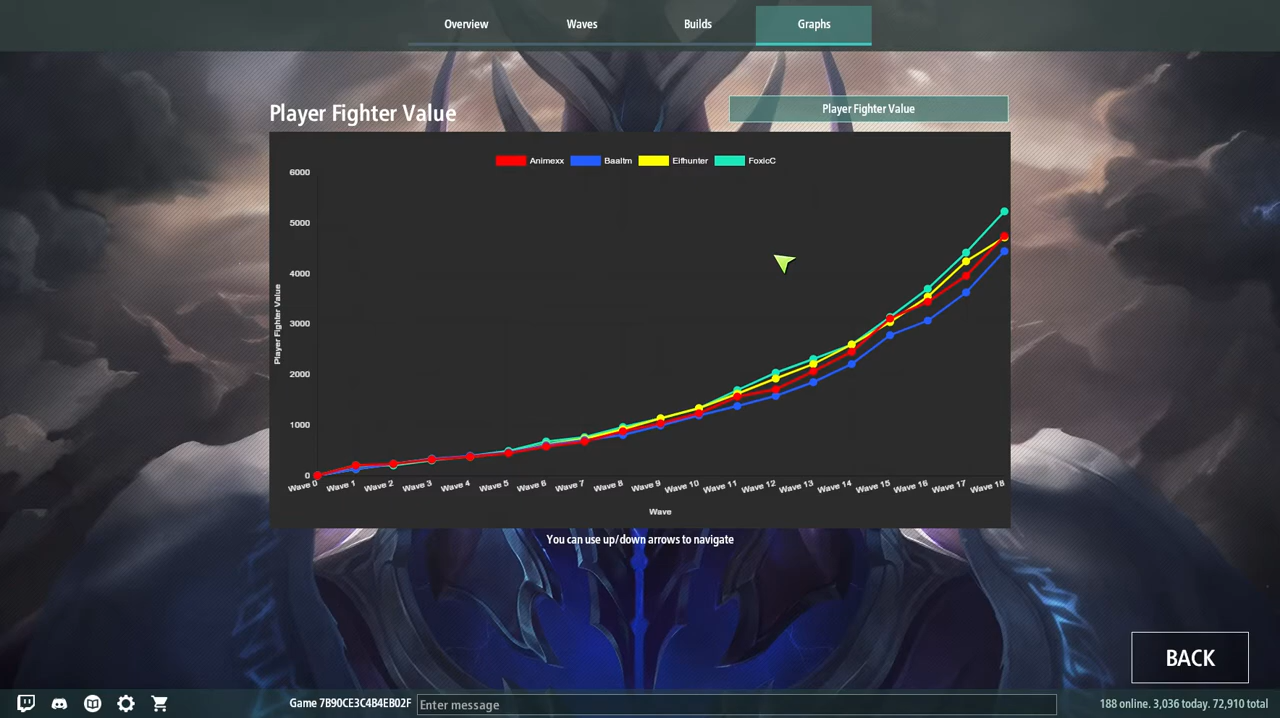 Overview Waves Builds Graphs
Player Fighter Value
Player Fighter Value
Animexx Baaltm Elfhunter FoxicC
6000
5000
4000
3000
2000
1000
0
Player Fighter Value
Wave 0 Wave 1 Wave 2 Wave 3 Wave 4 Wave 5 Wave 6 Wave 7 Wave 8 Wave 9 Wave 10 Wave 11 Wave 12 Wave 13 Wave 14 Wave 15 Wave 16 Wave 17 Wave 18
Wave
You can use up/down arrows to navigate
BACK
Game 7B90CE3C4B4EB02F Enter message 188 online. 3,036 today. 72,910 total